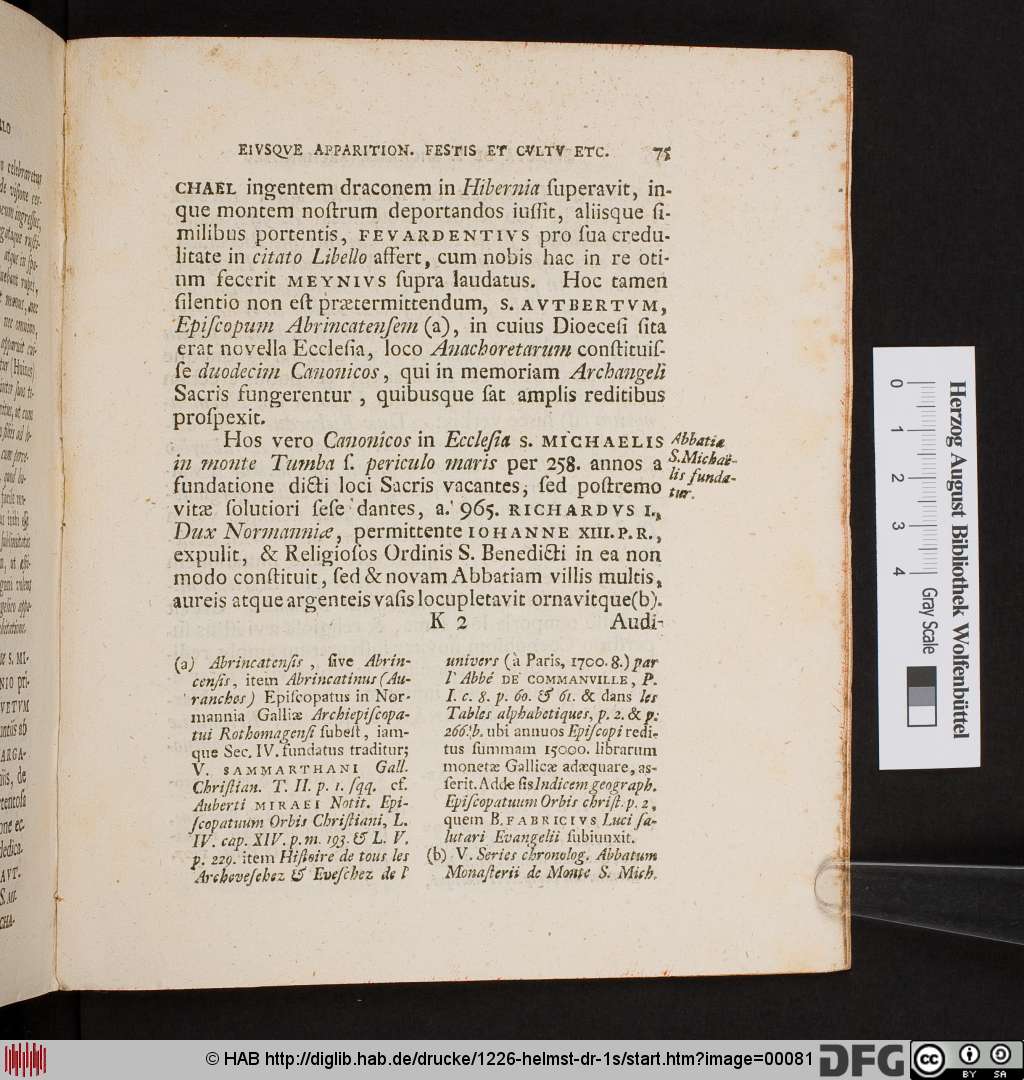 EIVSQVE APPARITION. FESTIS ET CVLTV ETC. 75
CHAEL ingentem draconem in Hibernia ſuperavit, in-
que montem noſtrum deportandos iuſſit, aliisque ſi-
milibus portentis, FEVARDENTIVS pro ſua credu-
litate in citato Libello affert, cum nobis hac in re oti-
um fecerit MEYNIVS ſupra laudatus. Hoc tamen
ſilentio non eſt prætermittendum, S. AVTBERTVM,
Epiſcopum Abrincatenſem (a), in cuius Dioeceſi ſita
erat novella Eccleſia, loco Anachoretarum conſtituiſ-
ſe duodecim Canonicos, qui in memoriam Archangeli
Sacris fungerentur, quibusque ſat amplis reditibus
proſpexit.
Hos vero Canonicos in Eccleſia S. MICHAELIS
in monte Tumba ſ. periculo maris per 258. annos a
fundatione dicti loci Sacris vacantes, ſed poſtremo
vitæ ſolutiori ſeſe dantes, a. 965. RICHARDVS I.,
Dux Normanniæ, permittente IOHANNE XIII. P. R.,
expulit, & Religioſos Ordinis S. Benedicti in ea non
modo conſtituit, ſed & novam Abbatiam villis multis,
aureis atque argenteis vaſis locupletavit ornavitque (b).
Abbatia
S. Michaë-
lis funda-
tur.
K 2 Audi-
(a) Abrincatenſis, ſive Abrin-
cenſis, item Abrincatinus (Au-
ranches) Epiſcopatus in Nor-
mannia Galliæ Archiepiſcopa-
tui Rothomagenſi ſubeſt, iam-
que Sec. IV. fundatus traditur;
V. SAMMARTHANI Gall.
Chriſtian. T. II. p. 1. ſqq. cf.
Auberti MIRAEI Notit. Epi-
ſcopatuum Orbis Chriſtiani, L.
IV. cap. XIV. p. m. 193. & L. V.
p. 229. item Hiſtoire de tous les
Archeveſchez & Eveſchez de l'
univers (à Paris, 1700. 8.) par
l' Abbé DE COMMANVILLE, P.
I. c. 8. p. 60. & 61. & dans les
Tables alphabetiques, p. 2. & p.
266. b. ubi annuos Epiſcopi redi-
tus ſummam 15000. librarum
monetæ Gallicæ adæquare, aſ-
ſerit. Adde ſis Indicem geograph.
Epiſcopatuum Orbis chriſt. p. 2,
quem B. FABRICIVS Luci ſa-
lutari Evangelii ſubiunxit.
(b) V. Series chronolog. Abbatum
Monaſterii de Monte S. Mich.
0 1 2 3 4
Gray Scale
Herzog August Bibliothek Wolfenbüttel
© HAB http://diglib.hab.de/drucke/1226-helmst-dr-1s/start.htm?image=00081
DFG
cc BY SA